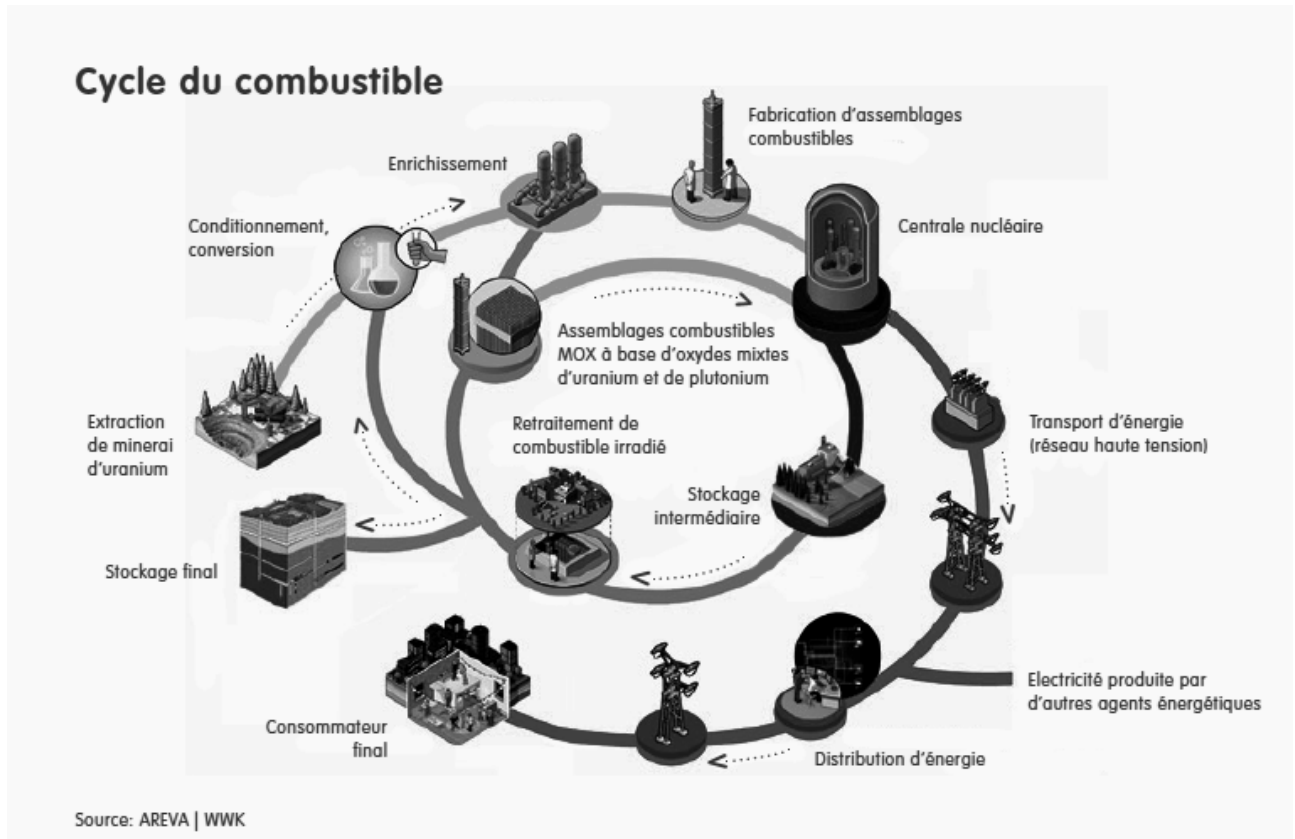 Cycle du combustible
Fabrication d'assemblages
combustibles
Enrichissement
Conditionnement,
conversion
Centrale nucléaire
Assemblages combustibles
MOX à base d'oxydes mixtes
d'uranium et de plutonium
Extraction
de minerai
d'uranium
Retraitement de
combustible irradié
Transport d'énergie
(réseau haute tension)
Stockage
intermédiaire
Stockage final
Electricité produite par
d'autres agents énergétiques
Consommateur
final
Distribution d'énergie
Source: AREVA | WWK